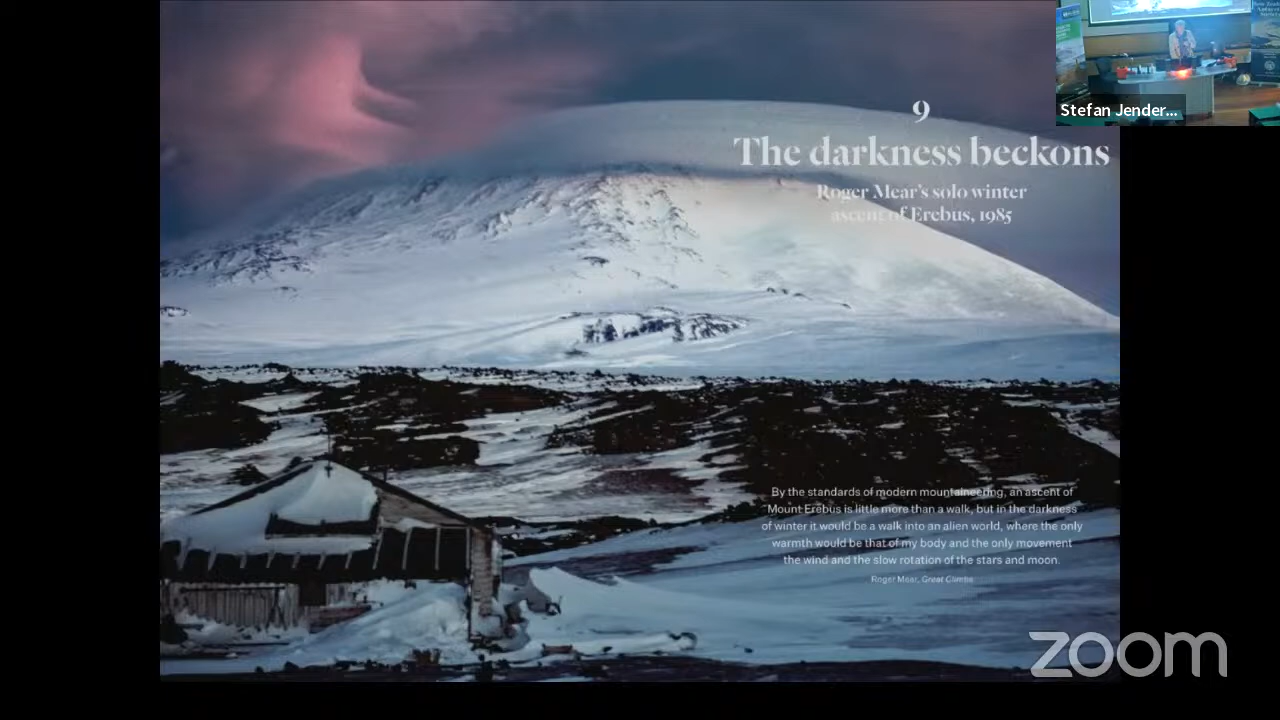 9
The darkness beckons
Roger Mear's solo winter
ascent of Erebus, 1985
By the standards of modern mountaineering, an ascent of
Mount Erebus is little more than a walk, but in the darkness
of winter it would be a walk into an alien world, where the only
warmth would be that of my body and the only movement
the wind and the slow rotation of the stars and moon.
Roger Mear, Great Climbs
Stefan Jender...
zoom